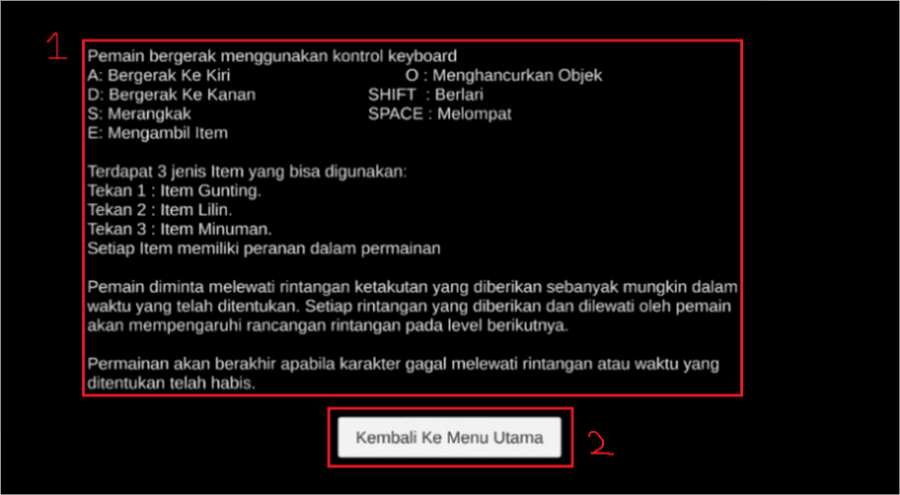 1
Pemain bergerak menggunakan kontrol keyboard
A: Bergerak Ke Kiri O : Menghancurkan Objek
D: Bergerak Ke Kanan SHIFT : Berlari
S: Merangkak SPACE : Melompat
E: Mengambil Item
Terdapat 3 jenis Item yang bisa digunakan:
Tekan 1 : Item Gunting.
Tekan 2 : Item Lilin.
Tekan 3 : Item Minuman.
Setiap Item memiliki peranan dalam permainan
Pemain diminta melewati rintangan ketakutan yang diberikan sebanyak mungkin dalam
waktu yang telah ditentukan. Setiap rintangan yang diberikan dan dilewati oleh pemain
akan mempengaruhi rancangan rintangan pada level berikutnya.
Permainan akan berakhir apabila karakter gagal melewati rintangan atau waktu yang
ditentukan telah habis.
Kembali Ke Menu Utama
2